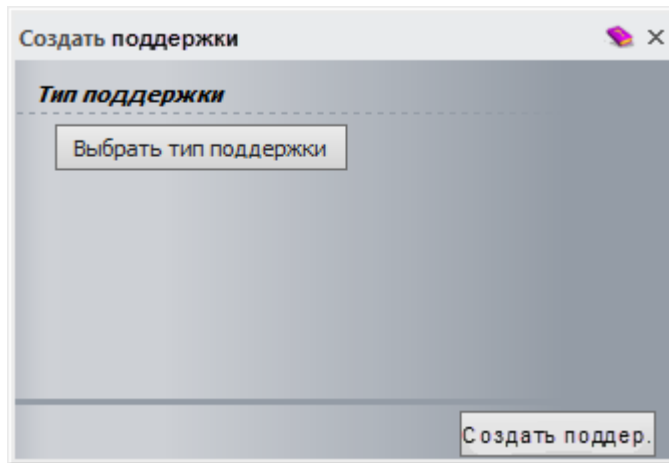 Создать поддержки
Тип поддержки
Выбрать тип поддержки
Создать поддер.